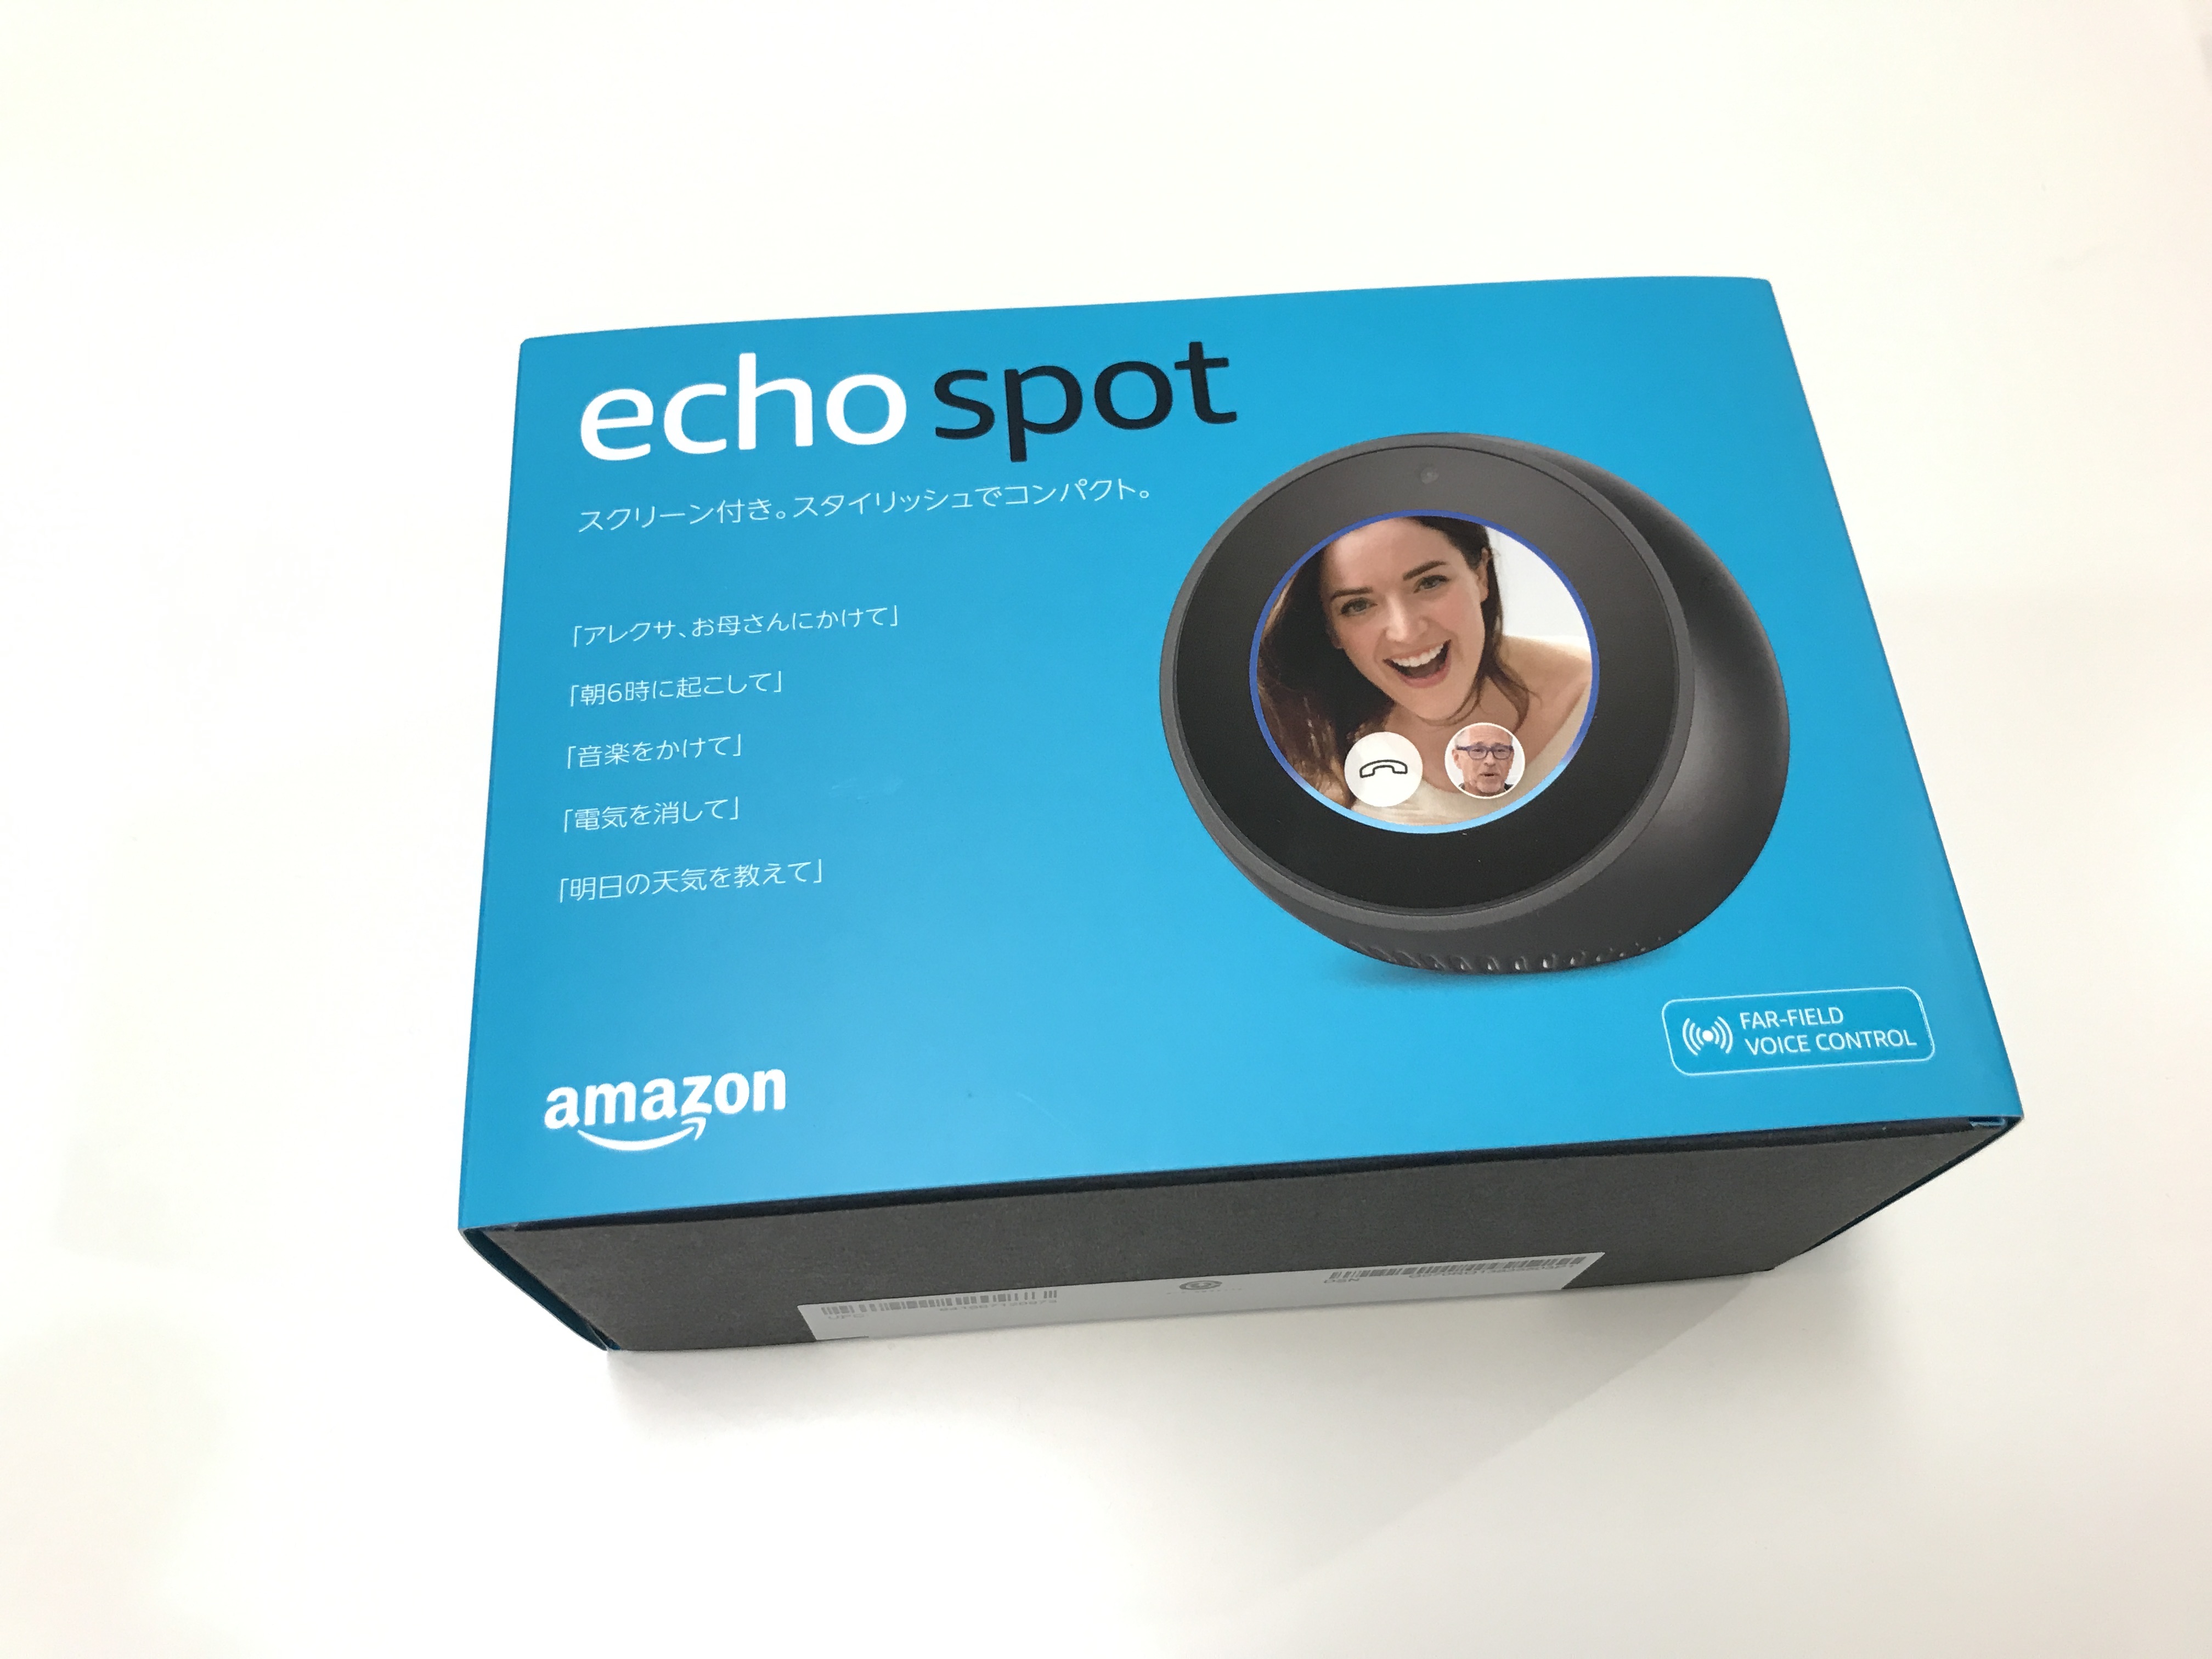 echo spot
スクリーン付き。スタイリッシュでコンパクト。
「アレクサ、お母さんにかけて」
「朝6時に起こして」
「音楽をかけて」
「電気を消して」
「明日の天気を教えて」
FAR-FIELD
VOICE CONTROL
amazon
DSN
UPC